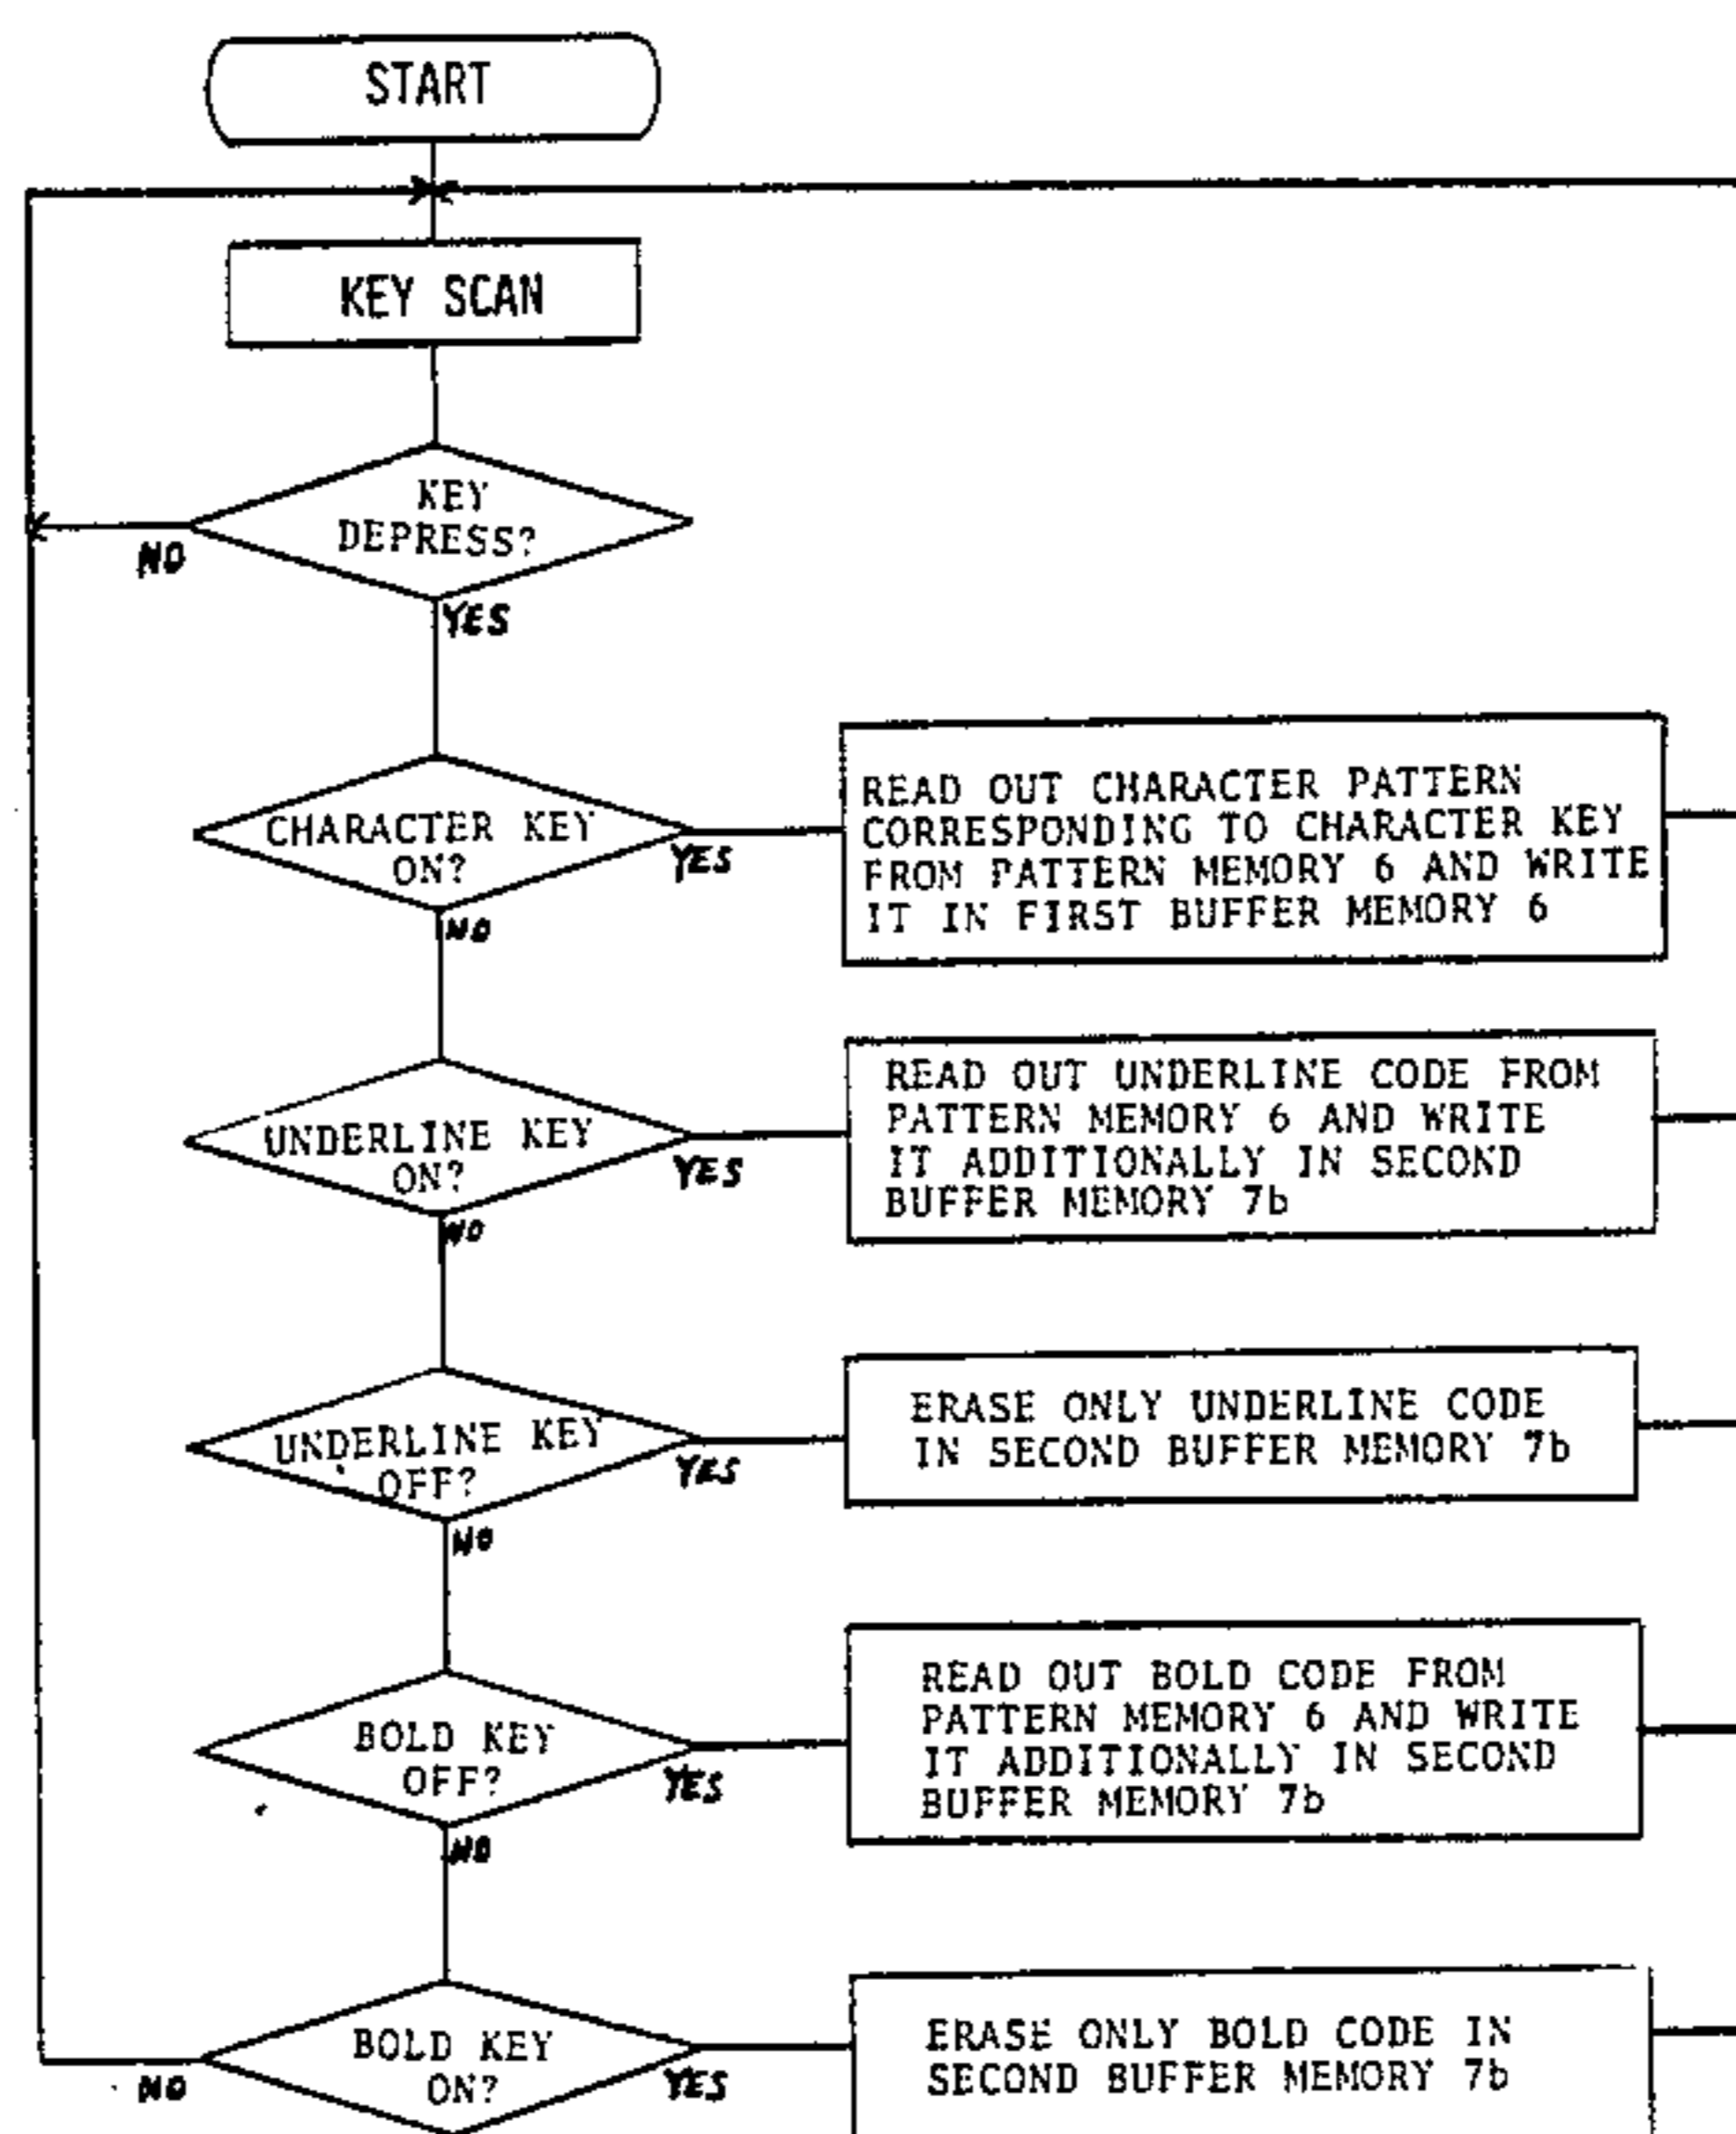 START
KEY SCAN
KEY
DEPRESS?
NO
YES
CHARACTER KEY
ON?
YES
NO
READ OUT CHARACTER PATTERN
CORRESPONDING TO CHARACTER KEY
FROM PATTERN MEMORY 6 AND WRITE
IT IN FIRST BUFFER MEMORY 6
UNDERLINE KEY
ON?
YES
NO
READ OUT UNDERLINE CODE FROM
PATTERN MEMORY 6 AND WRITE
IT ADDITIONALLY IN SECOND
BUFFER MEMORY 7b
UNDERLINE KEY
OFF?
YES
NO
ERASE ONLY UNDERLINE CODE
IN SECOND BUFFER MEMORY 7b
BOLD KEY
OFF?
YES
NO
READ OUT BOLD CODE FROM
PATTERN MEMORY 6 AND WRITE
IT ADDITIONALLY IN SECOND
BUFFER MEMORY 7b
BOLD KEY
ON?
NO
YES
ERASE ONLY BOLD CODE IN
SECOND BUFFER MEMORY 7b